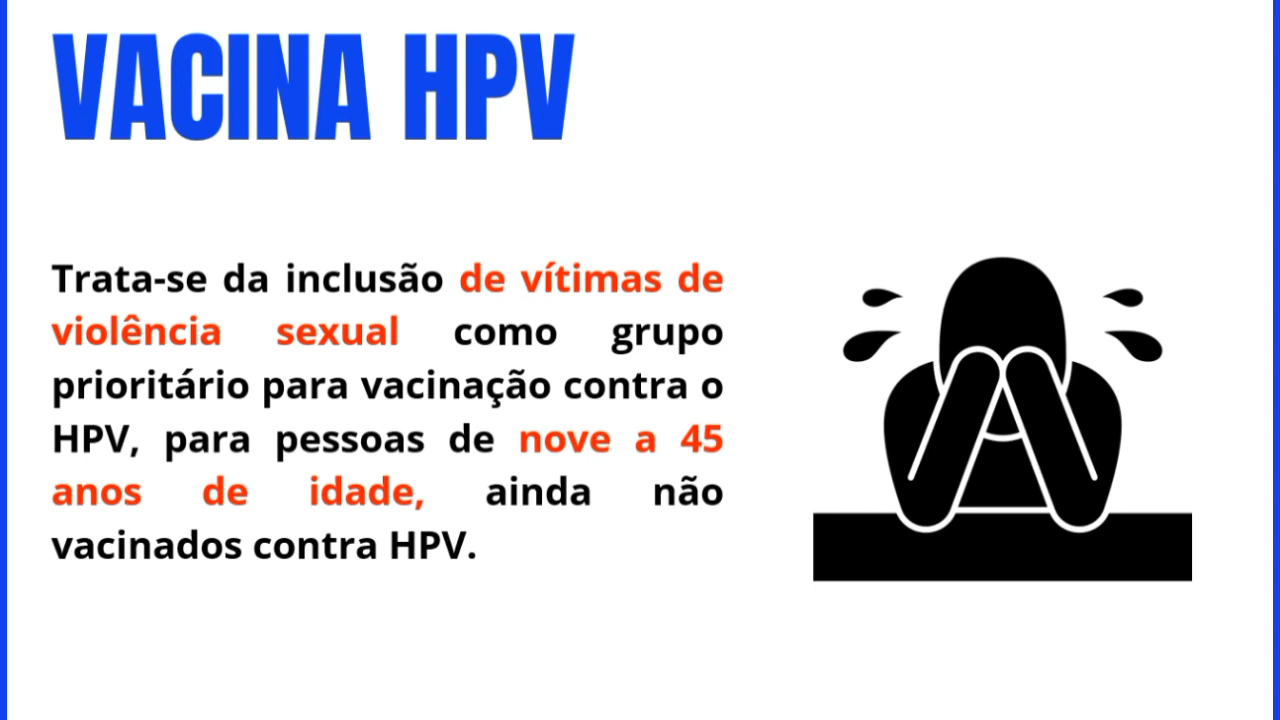 VACINA HPV
Trata-se da inclusão de vítimas de
violência sexual como grupo
prioritário para vacinação contra o
HPV, para pessoas de nove a 45
anos de idade, ainda não
vacinados contra HPV.